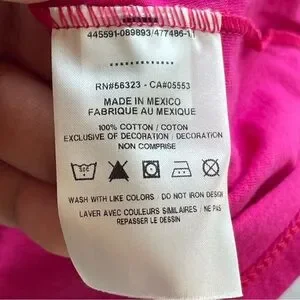 445591-089893/477486-11
RN#56323 - CA#05553
MADE IN MEXICO
FABRIQUE AU MEXIQUE
100% COTTON / COTON
EXCLUSIVE OF DECORATION / DECORATION
NON COMPRISE
WASH WITH LIKE COLORS / DO NOT IRON DESIGN
LAVER AVEC COULEURS SIMILAIRES / NE PAS
REPASSER LE DESSIN